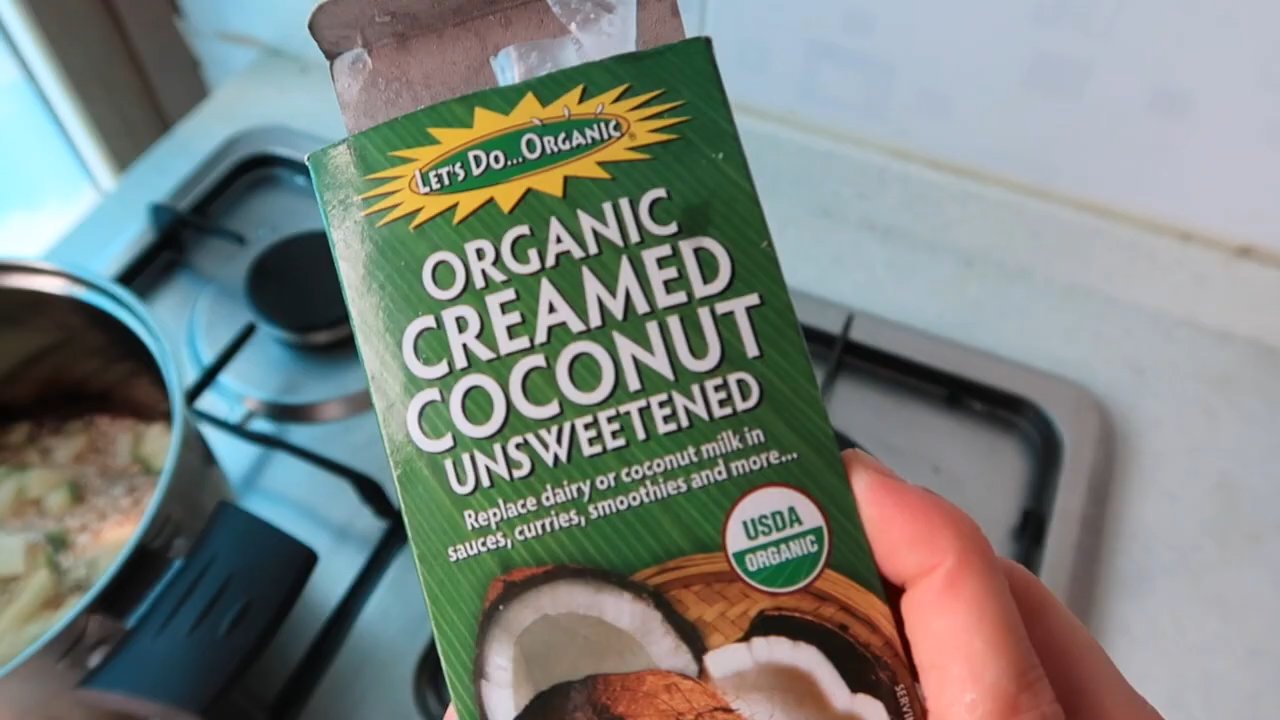 LET'S DO...ORGANIC®
ORGANIC
CREAMED
COCONUT
UNSWEETENED
Replace dairy or coconut milk in
sauces, curries, smoothies and more...
USDA
ORGANIC